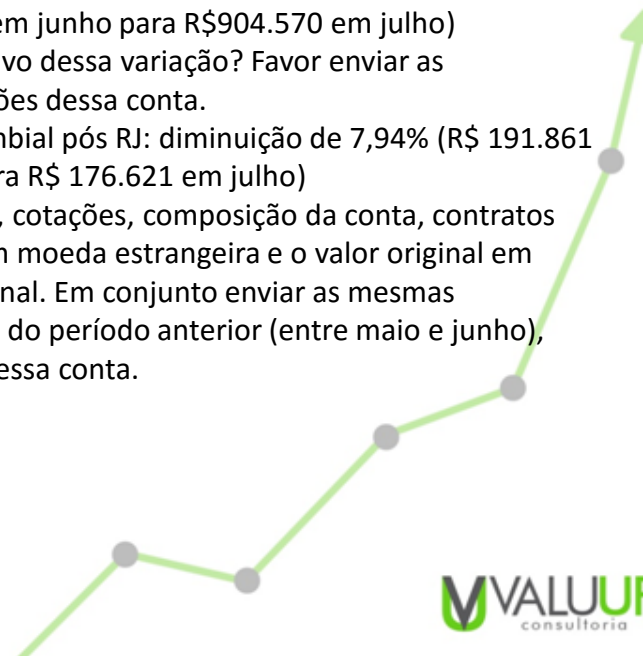 em junho para R$904.570 em julho)
vo dessa variação? Favor enviar as
ões dessa conta.
mbial pós RJ: diminuição de 7,94% (R$ 191.861
ra R$ 176.621 em julho)
, cotações, composição da conta, contratos
m moeda estrangeira e o valor original em
nal. Em conjunto enviar as mesmas
do período anterior (entre maio e junho),
essa conta.
VALUUP
consultoria